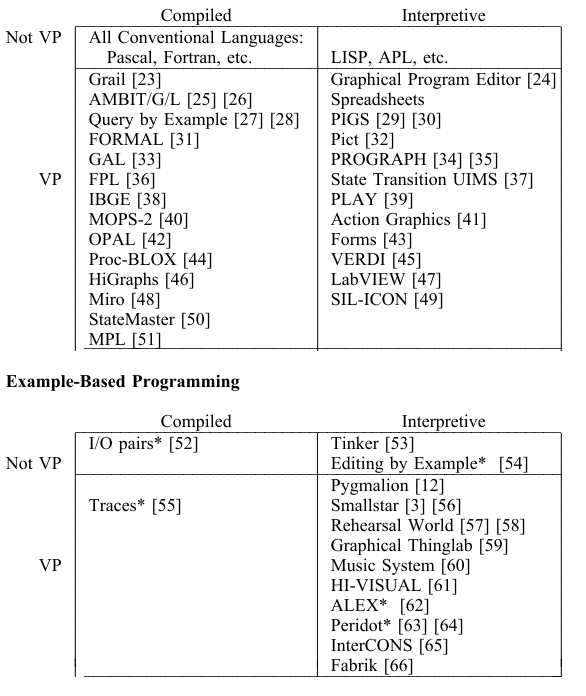 Compiled Interpretive
Not VP All Conventional Languages:
Pascal, Fortran, etc. LISP, APL, etc.
Grail [23] Graphical Program Editor [24]
AMBIT/G/L [25] [26] Spreadsheets
Query by Example [27] [28] PIGS [29] [30]
FORMAL [31] Pict [32]
GAL [33] PROGRAPH [34] [35]
VP FPL [36] State Transition UIMS [37]
IBGE [38] PLAY [39]
MOPS-2 [40] Action Graphics [41]
OPAL [42] Forms [43]
Proc-BLOX [44] VERDI [45]
HiGraphs [46] LabVIEW [47]
Miro [48] SIL-ICON [49]
StateMaster [50]
MPL [51]
Example-Based Programming
Compiled Interpretive
I/O pairs* [52] Tinker [53]
Not VP Editing by Example* [54]
Pygmalion [12]
Traces* [55] Smallstar [3] [56]
Rehearsal World [57] [58]
Graphical Thinglab [59]
VP Music System [60]
HI-VISUAL [61]
ALEX* [62]
Peridot* [63] [64]
InterCONS [65]
Fabrik [66]